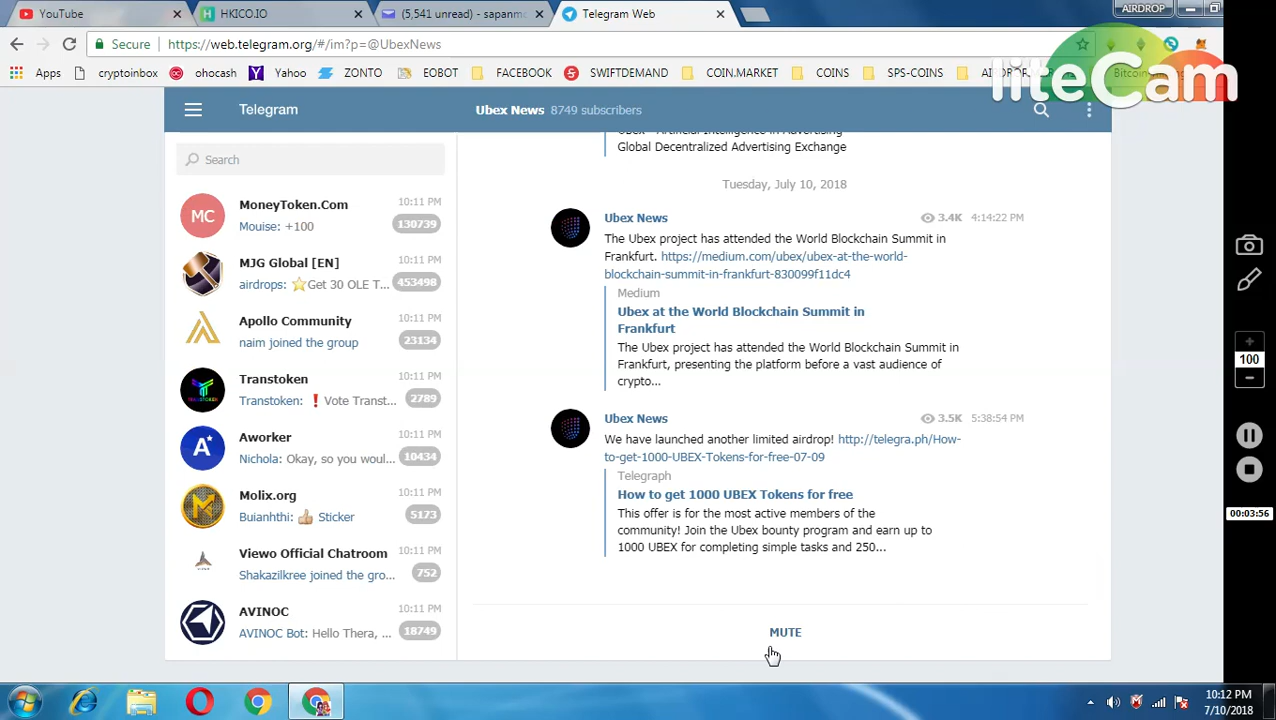 YouTube
HKICO.IO
(5,541 unread) - sapanmo
Telegram Web
AIRDROP
Secure
https://web.telegram.org/#/im?p=@UbexNews
Apps
cryptoinbox
ohocash
Yahoo
ZONTO
EOBOT
FACEBOOK
SWIFTDEMAND
COIN.MARKET
COINS
SPS-COINS
liteCam
Telegram
Ubex News 8749 subscribers
Search
MoneyToken.Com 10:11 PM
Mouise: +100 130739
MJG Global [EN] 10:11 PM
airdrops: ⭐Get 30 OLE T... 453498
Apollo Community 10:11 PM
naim joined the group 23134
Transtoken 10:11 PM
Transtoken: ❗ Vote Transt... 2789
Aworker 10:11 PM
Nichola: Okay, so you woul... 10434
Molix.org 10:11 PM
Buianhthi: 👍 Sticker 5173
Viewo Official Chatroom 10:11 PM
Shakazilkree joined the gro... 752
AVINOC 10:11 PM
AVINOC Bot: Hello Thera, ... 18749
MC
A
Ubex - Artificial Intelligence in Advertising
Global Decentralized Advertising Exchange
Tuesday, July 10, 2018
Ubex News 3.4K 4:14:22 PM
The Ubex project has attended the World Blockchain Summit in
Frankfurt. https://medium.com/ubex/ubex-at-the-world-
blockchain-summit-in-frankfurt-830099f11dc4
Medium
Ubex at the World Blockchain Summit in
Frankfurt
The Ubex project has attended the World Blockchain Summit in
Frankfurt, presenting the platform before a vast audience of
crypto...
Ubex News 3.5K 5:38:54 PM
We have launched another limited airdrop! http://telegra.ph/How-
to-get-1000-UBEX-Tokens-for-free-07-09
Telegraph
How to get 1000 UBEX Tokens for free
This offer is for the most active members of the
community! Join the Ubex bounty program and earn up to
1000 UBEX for completing simple tasks and 250...
MUTE
100
00:03:56
10:12 PM
7/10/2018